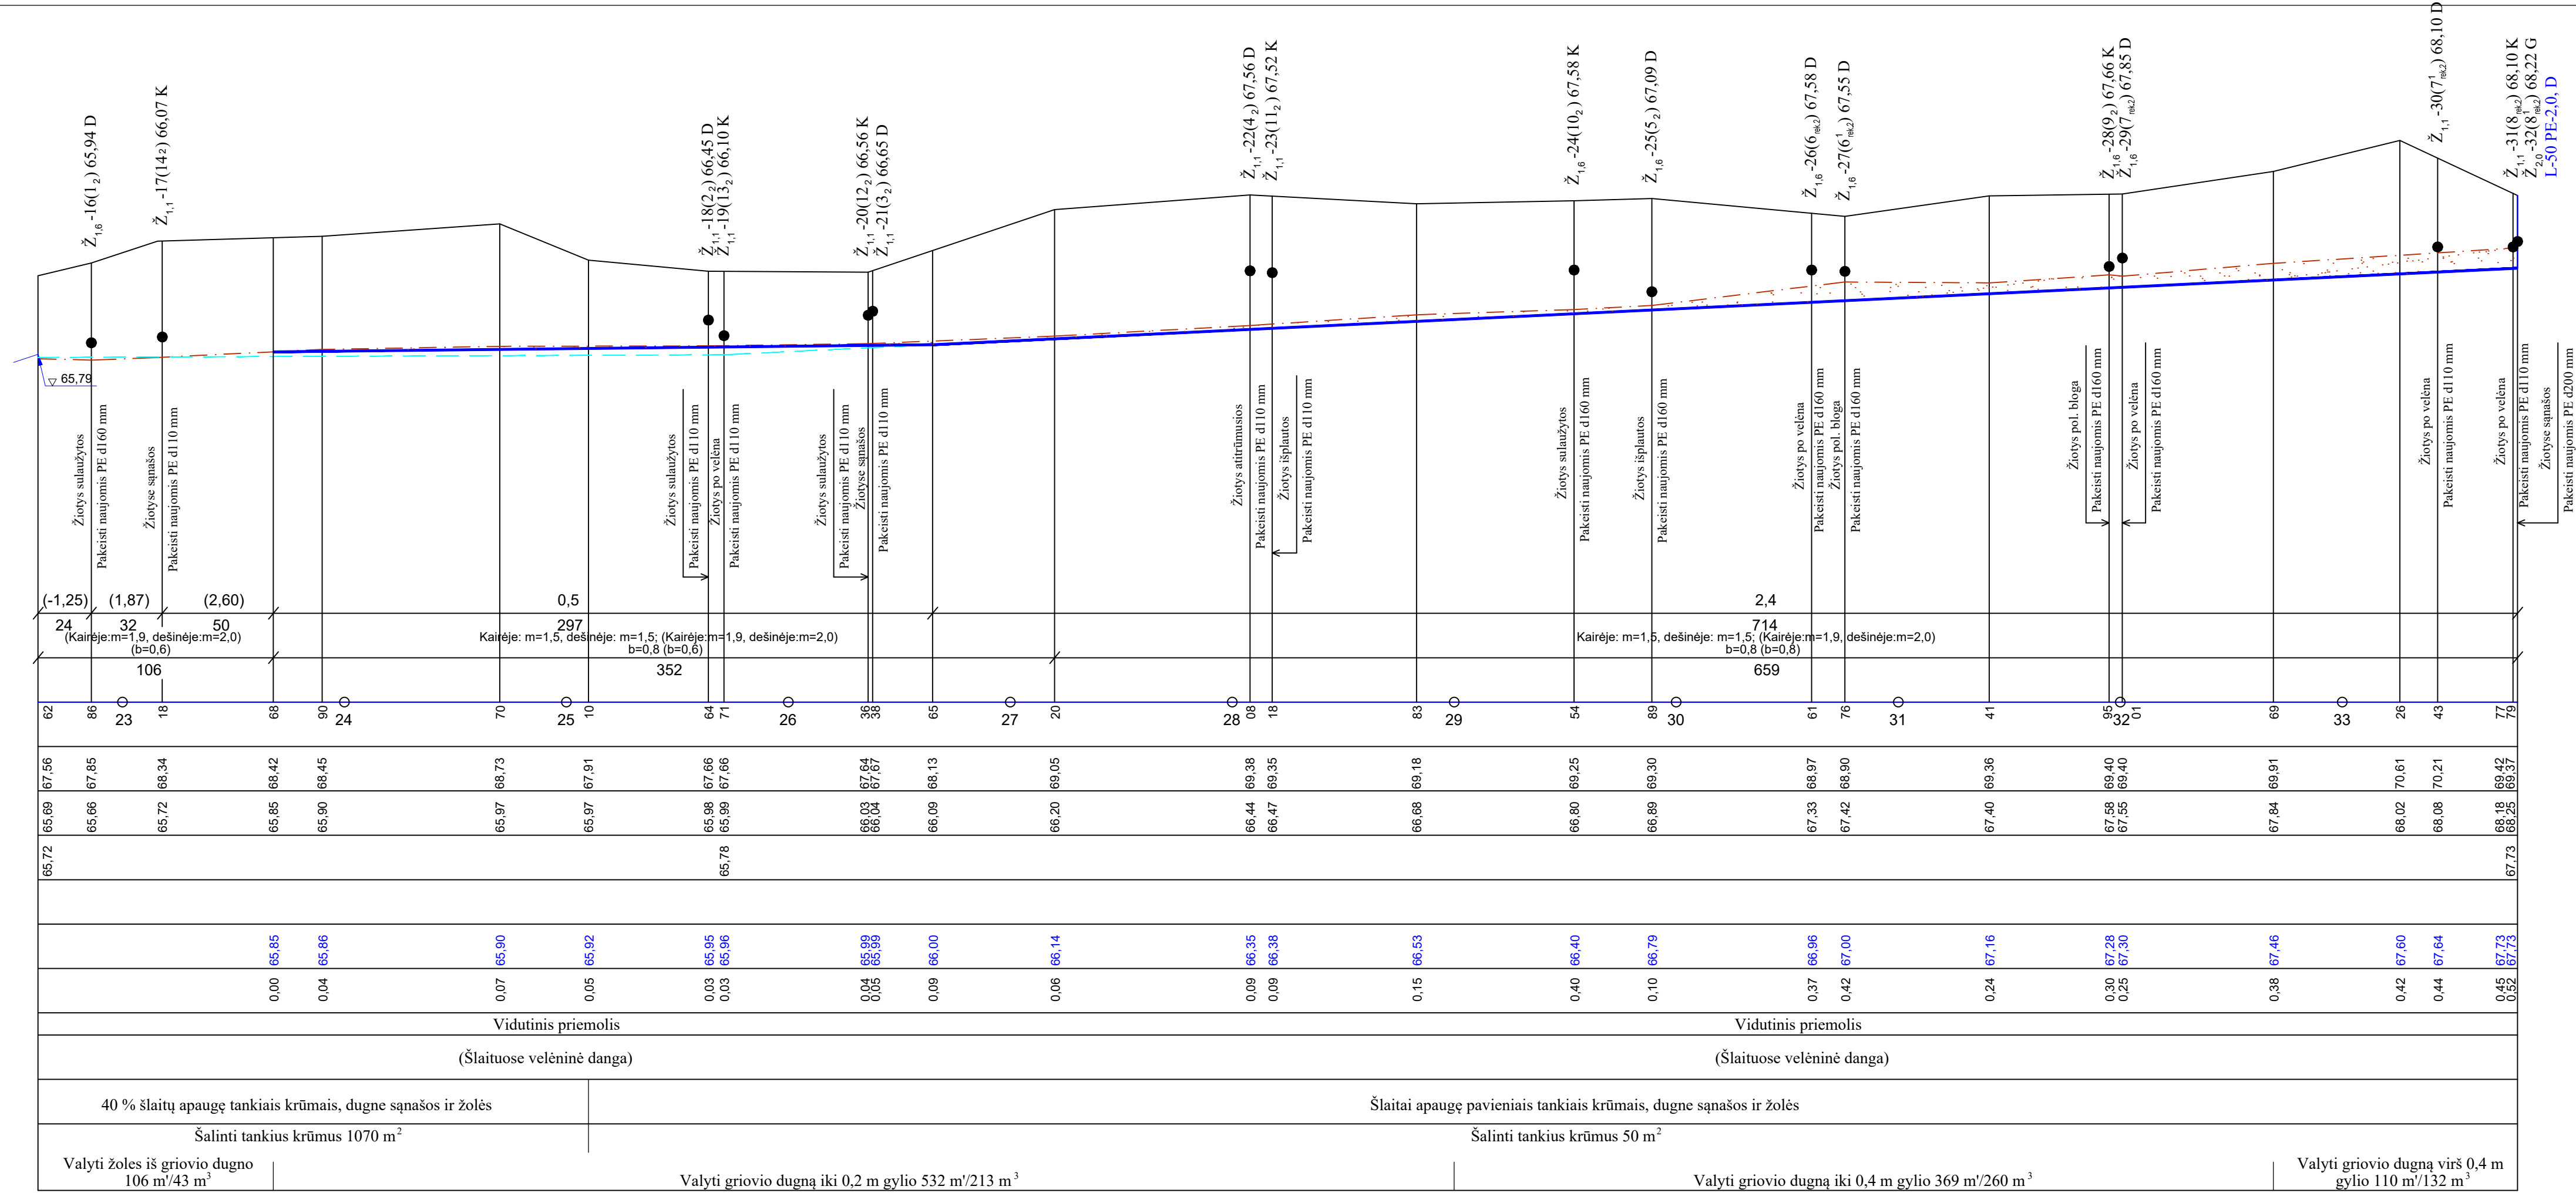 Ž1,6-16(1₂) 65,94 D
Ž1,1-17(14₂) 66,07 K
Ž1,1-18(2₂) 66,45 D
Ž1,1-19(13₂) 66,10 K
Ž1,1-20(12₂) 66,56 K
Ž1,1-21(3₂) 66,65 D
Ž1,1-22(4₂) 67,56 D
Ž1,1-23(11₂) 67,52 K
Ž1,6-24(10₂) 67,58 K
Ž1,6-25(5₂) 67,09 D
Ž1,6-26(6rek.2) 67,58 D
Ž1,6-27(6¹rek.2) 67,55 D
Ž1,6-28(9₂) 67,66 K
Ž1,6-29(7rek.2) 67,85 D
Ž1,1-30(7¹rek.2) 68,10 D
Ž1,1-31(8rek.2) 68,10 K
Ž2,0-32(8¹rek.2) 68,22 G
L-50 PE-2,0, D
65,79
Žiotys sulaužytos
Pakeisti naujomis PE d160 mm
Žiotyse sąnašos
Pakeisti naujomis PE d110 mm
Žiotys sulaužytos
Pakeisti naujomis PE d110 mm
Žiotys po velėna
Pakeisti naujomis PE d110 mm
Žiotys sulaužytos
Pakeisti naujomis PE d110 mm
Žiotyse sąnašos
Pakeisti naujomis PE d110 mm
Žiotys atitrūmusios
Pakeisti naujomis PE d110 mm
Žiotys išplautos
Pakeisti naujomis PE d110 mm
Žiotys sulaužytos
Pakeisti naujomis PE d160 mm
Žiotys išplautos
Pakeisti naujomis PE d160 mm
Žiotys po velėna
Pakeisti naujomis PE d160 mm
Žiotys pol. bloga
Pakeisti naujomis PE d160 mm
Žiotys pol. bloga
Pakeisti naujomis PE d160 mm
Žiotys po velėna
Pakeisti naujomis PE d160 mm
Žiotys po velėna
Pakeisti naujomis PE d110 mm
Žiotys po velėna
Pakeisti naujomis PE d110 mm
Žiotyse sąnašos
Pakeisti naujomis PE d200 mm
(-1,25) (1,87) (2,60) 0,5 2,4
24 32 50 297 714
(Kairėje:m=1,9, dešinėje:m=2,0) Kairėje: m=1,5, dešinėje: m=1,5; (Kairėje:m=1,9, dešinėje:m=2,0) Kairėje: m=1,5, dešinėje: m=1,5; (Kairėje:m=1,9, dešinėje:m=2,0)
(b=0,6) b=0,8 (b=0,6) b=0,8 (b=0,8)
106 352 659
62 86 18 68 90 70 10 64 71 36 38 65 20 08 18 83 54 89 61 76 41 95 01 69 26 43 77 79
23 24 25 26 27 28 29 30 31 32 33
67,56 67,85 68,34 68,42 68,45 68,73 67,91 67,66 67,66 67,64 67,67 68,13 69,05 69,38 69,35 69,18 69,25 69,30 68,97 68,90 69,36 69,40 69,40 69,91 70,61 70,21 69,42 69,37
65,69 65,66 65,72 65,85 65,90 65,97 65,97 65,98 65,99 66,03 66,04 66,09 66,20 66,44 66,47 66,68 66,80 66,89 67,33 67,42 67,40 67,58 67,55 67,84 68,02 68,08 68,18 68,25
65,72 65,78 67,73
65,85 65,86 65,90 65,92 65,95 65,96 65,99 65,99 66,00 66,14 66,35 66,38 66,53 66,40 66,79 66,96 67,00 67,16 67,28 67,30 67,46 67,60 67,64 67,73 67,73
0,00 0,04 0,07 0,05 0,03 0,03 0,04 0,05 0,09 0,06 0,09 0,09 0,15 0,40 0,10 0,37 0,42 0,24 0,30 0,25 0,38 0,42 0,44 0,45 0,52
Vidutinis priemolis Vidutinis priemolis
(Šlaituose velėninė danga) (Šlaituose velėninė danga)
40 % šlaitų apaugę tankiais krūmais, dugne sąnašos ir žolės Šlaitai apaugę pavieniais tankiais krūmais, dugne sąnašos ir žolės
Šalinti tankius krūmus 1070 m² Šalinti tankius krūmus 50 m²
Valyti žoles iš griovio dugno
106 m'/43 m³
Valyti griovio dugną iki 0,2 m gylio 532 m'/213 m³
Valyti griovio dugną iki 0,4 m gylio 369 m'/260 m³
Valyti griovio dugną virš 0,4 m
gylio 110 m'/132 m³